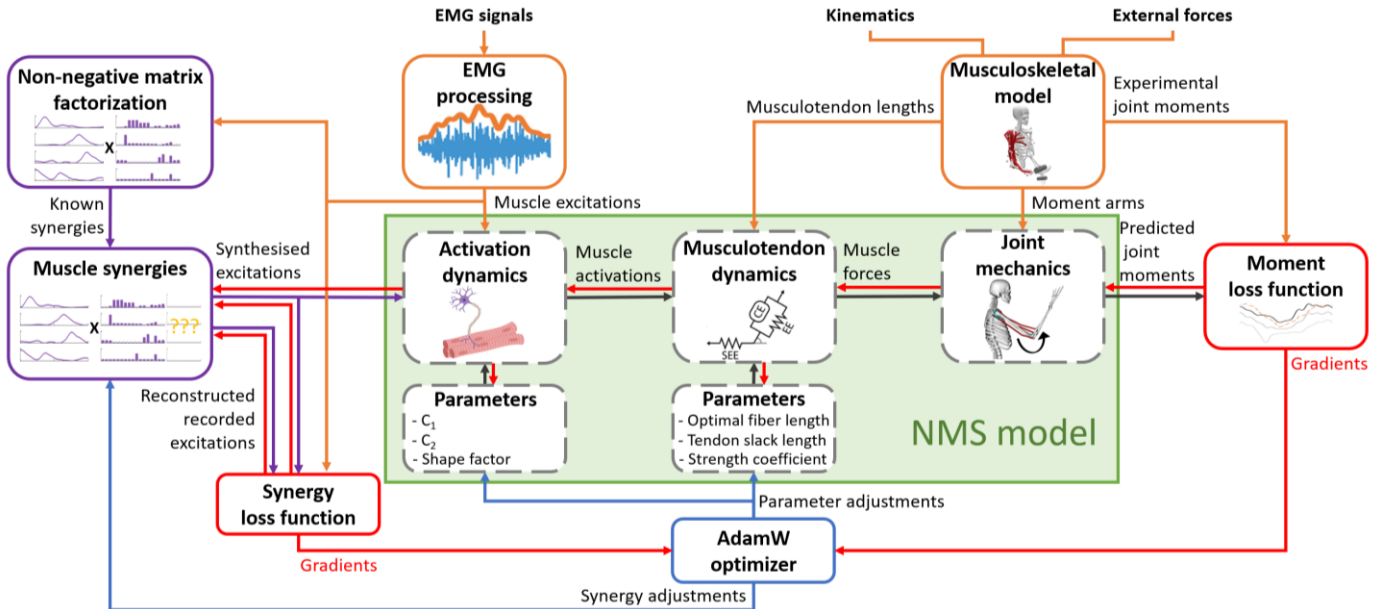 EMG signals
Kinematics
External forces
Non-negative matrix
factorization
X
EMG
processing
Musculoskeletal
model
Musculotendon lengths
Experimental
joint moments
Known
synergies
Muscle excitations
Moment arms
Muscle synergies
X
???
Synthesised
excitations
Activation
dynamics
Muscle
activations
Musculotendon
dynamics
CE
EE
SEE
Muscle
forces
Joint
mechanics
Predicted
joint
moments
Moment
loss function
Gradients
Reconstructed
recorded
excitations
Parameters
- C1
- C2
- Shape factor
Parameters
- Optimal fiber length
- Tendon slack length
- Strength coefficient
NMS model
Synergy
loss function
Parameter adjustments
AdamW
optimizer
Gradients
Synergy adjustments